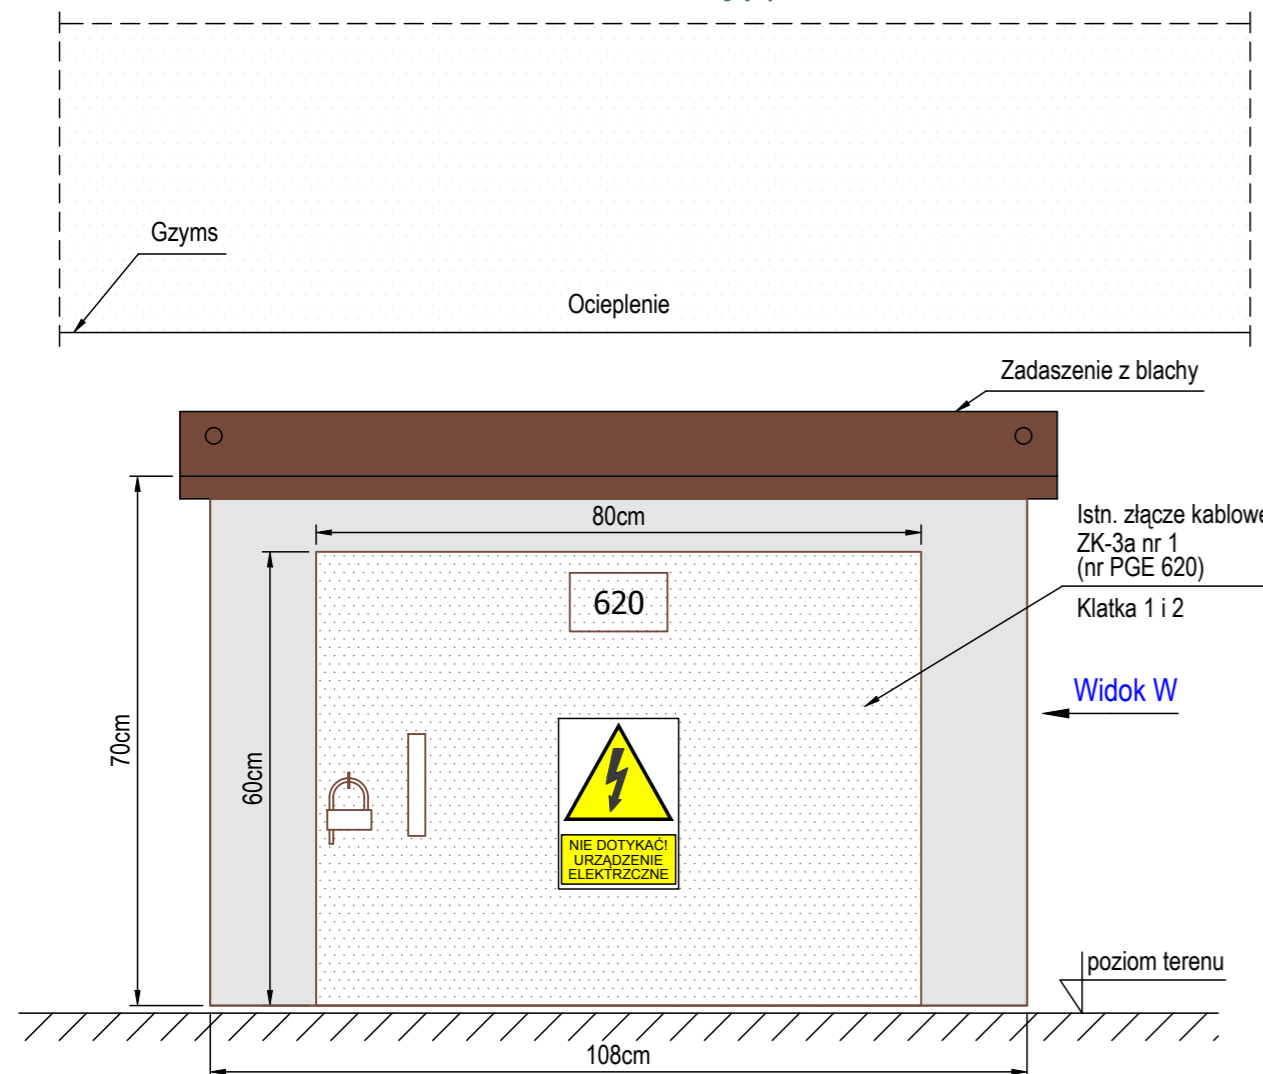 Gzyms
Ocieplenie
Zadaszenie z blachy
80cm
Istn. złącze kablowe
ZK-3a nr 1
(nr PGE 620)
Klatka 1 i 2
620
Widok W
70cm
60cm
NIE DOTYKAĆ!
URZĄDZENIE
ELEKTRZCZNE
poziom terenu
108cm